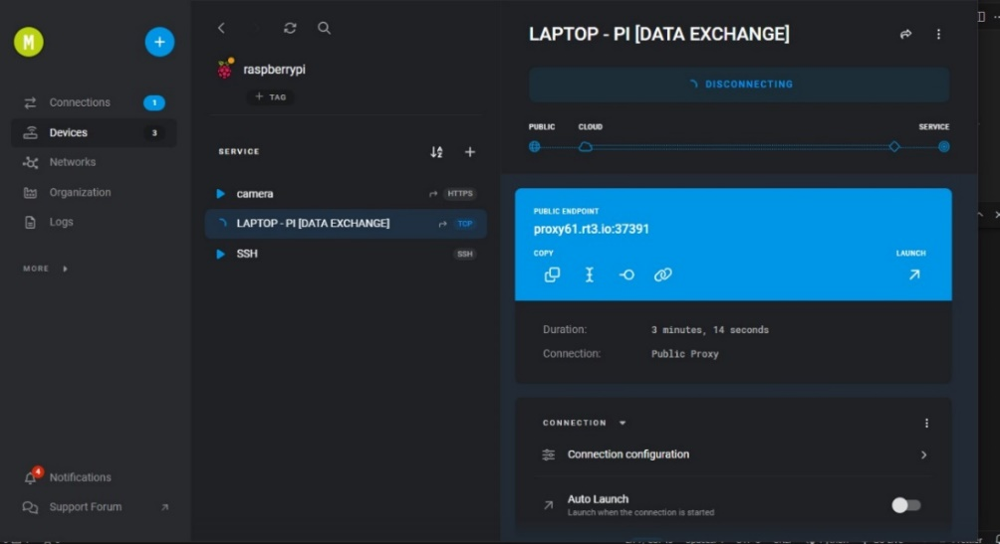 M
+
Connections 1
Devices 3
Networks
Organization
Logs
MORE
Notifications 4
Support Forum
raspberrypi
+ TAG
SERVICE
camera HTTPS
LAPTOP - PI [DATA EXCHANGE] TCP
SSH SSH
LAPTOP - PI [DATA EXCHANGE]
DISCONNECTING
PUBLIC CLOUD SERVICE
PUBLIC ENDPOINT
proxy61.rt3.io:37391
COPY LAUNCH
Duration: 3 minutes, 14 seconds
Connection: Public Proxy
CONNECTION
Connection configuration
Auto Launch
Launch when the connection is started